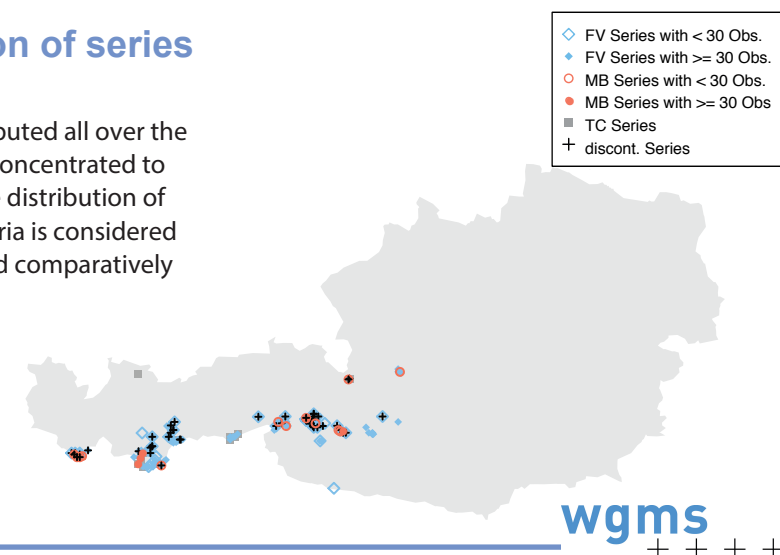 on of series
buted all over the
oncentrated to
distribution of
ria is considered
d comparatively
FV Series with < 30 Obs.
FV Series with >= 30 Obs.
MB Series with < 30 Obs.
MB Series with >= 30 Obs
TC Series
discont. Series
wgms